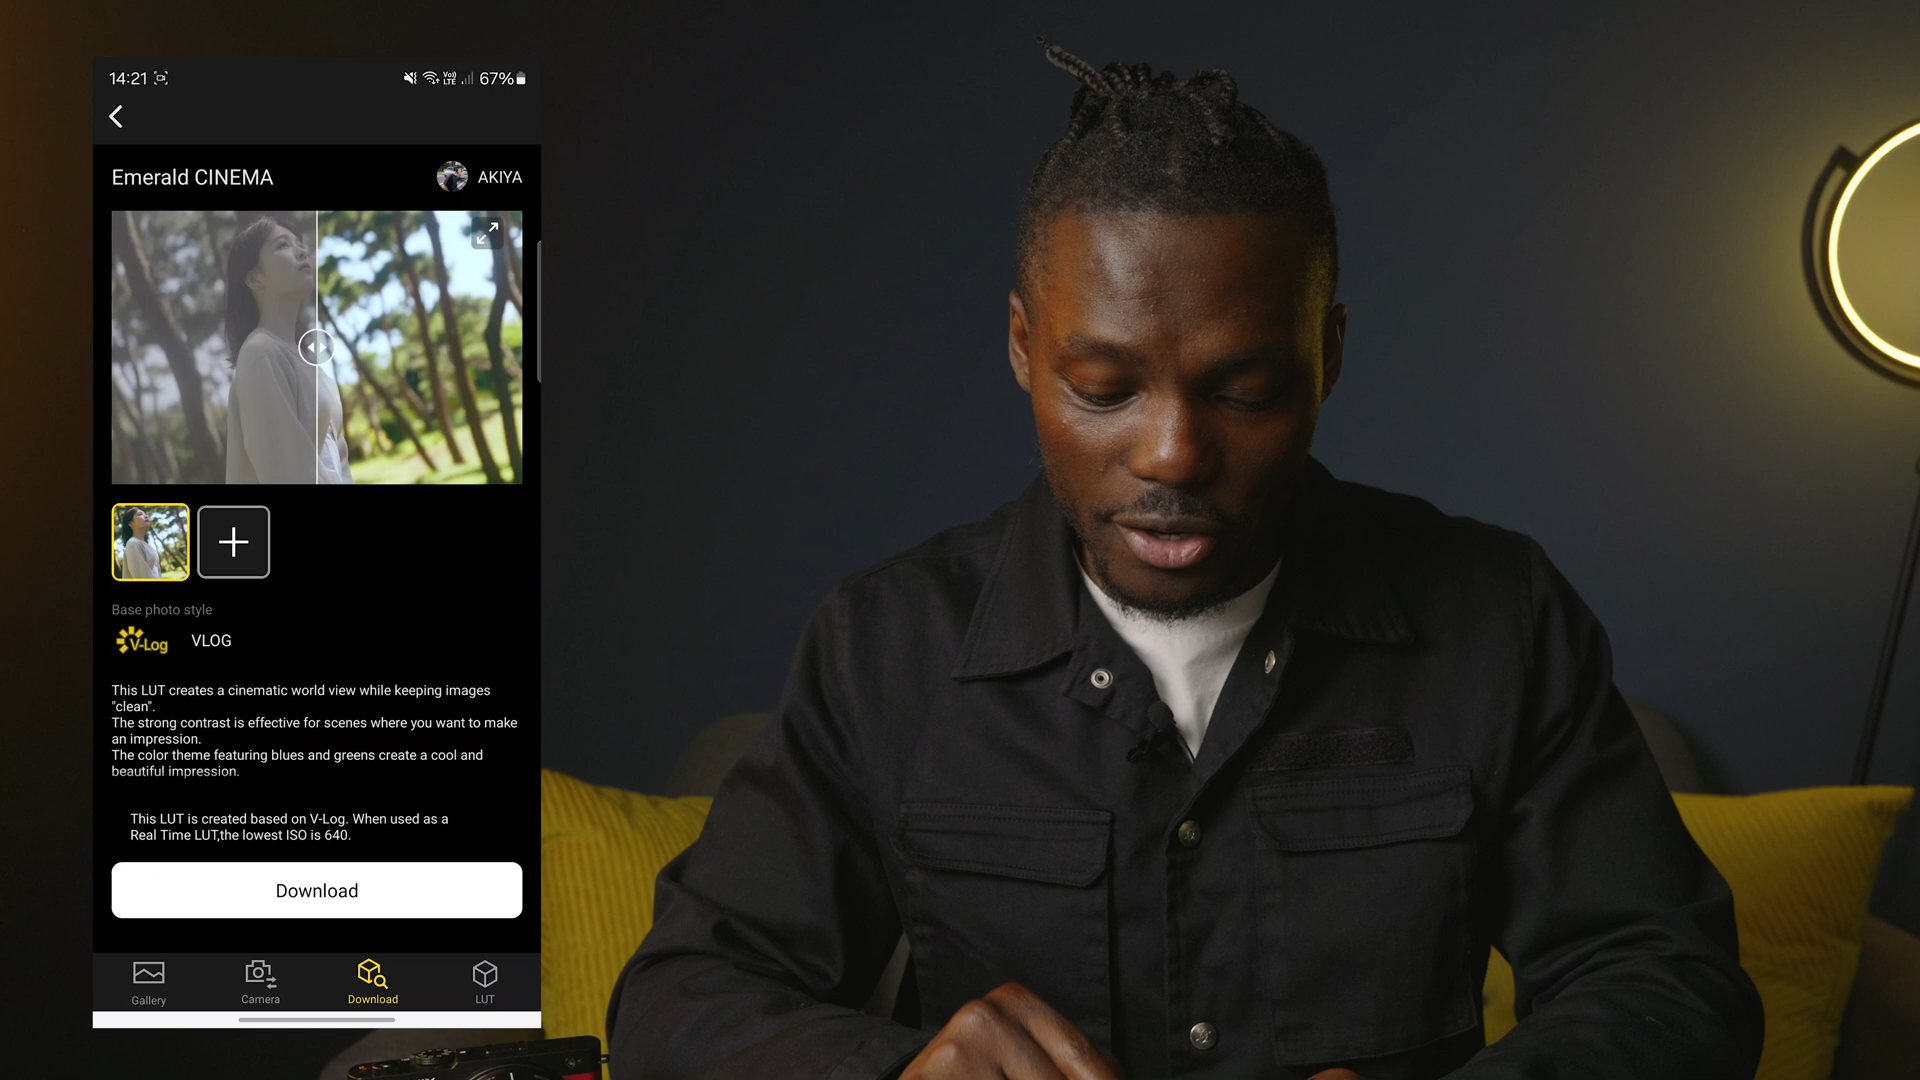 14:21
Vo))
LTE
67%
Emerald CINEMA
AKIYA
Base photo style
V-Log
VLOG
This LUT creates a cinematic world view while keeping images
"clean".
The strong contrast is effective for scenes where you want to make
an impression.
The color theme featuring blues and greens create a cool and
beautiful impression.
This LUT is created based on V-Log. When used as a
Real Time LUT,the lowest ISO is 640.
Download
Gallery
Camera
Download
LUT